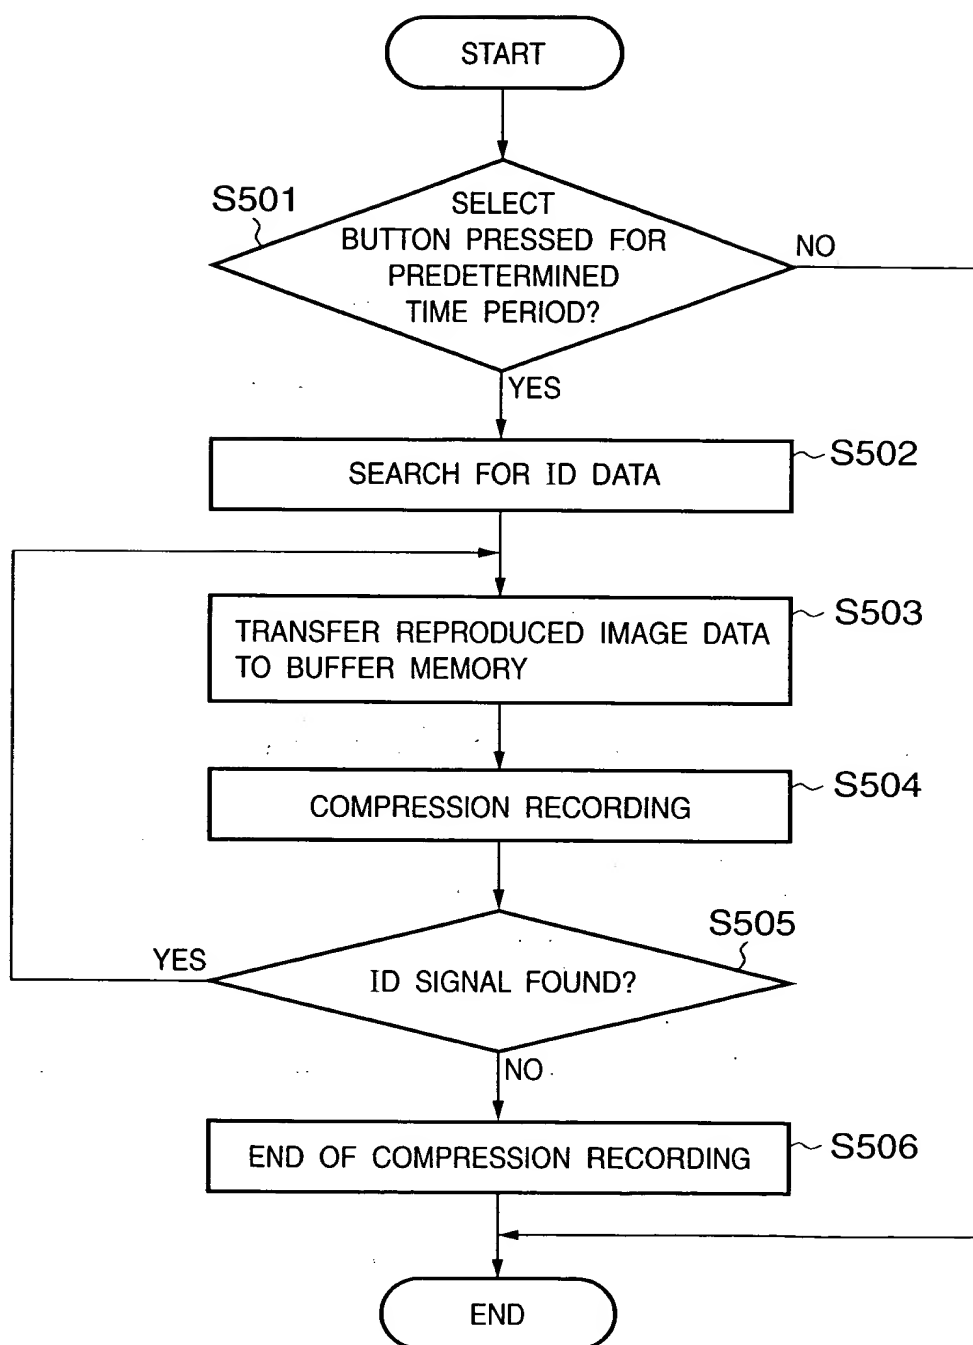 START
S501
SELECT
BUTTON PRESSED FOR
PREDETERMINED
TIME PERIOD?
NO
YES
SEARCH FOR ID DATA
S502
TRANSFER REPRODUCED IMAGE DATA
TO BUFFER MEMORY
S503
COMPRESSION RECORDING
S504
S505
YES
ID SIGNAL FOUND?
NO
END OF COMPRESSION RECORDING
S506
END